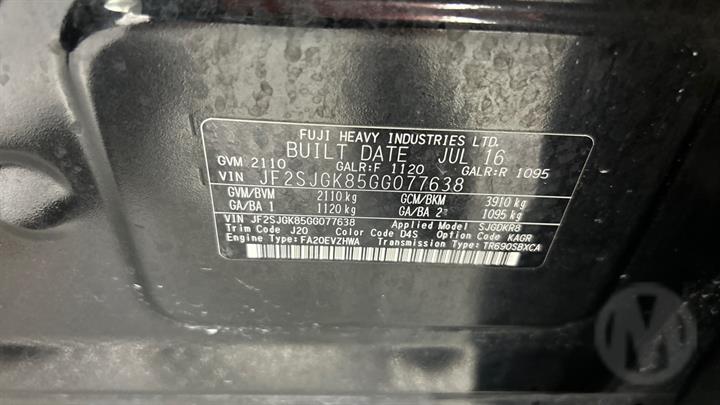 FUJI HEAVY INDUSTRIES LTD.
BUILT DATE JUL 16
GVM 2110 GALR:F 1120 GALR:R 1095
VIN JF2SJGK85GG077638
GVM/BVM 2110 kg GCM/BKM 3910 kg
GA/BA 1 1120 kg GA/BA 2 1095 kg
VIN JF2SJGK85GG077638 Applied Model SJGDKR8
Trim Code J20 Color Code D4S Option Code KAGR
Engine Type: FA20EVZHWA Transmission Type: TR690SBXCA
M